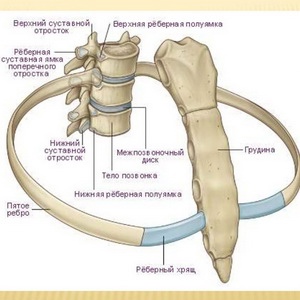 Верхний суставной
отросток
Верхняя рёберная полуямка
Рёберная
суставная ямка
поперечного
отростка
Нижний
суставной
отросток
Межпозвоночный
диск
Грудина
Тело позвонка
Пятое
ребро
Нижняя рёберная полуямка
Рёберный хрящ